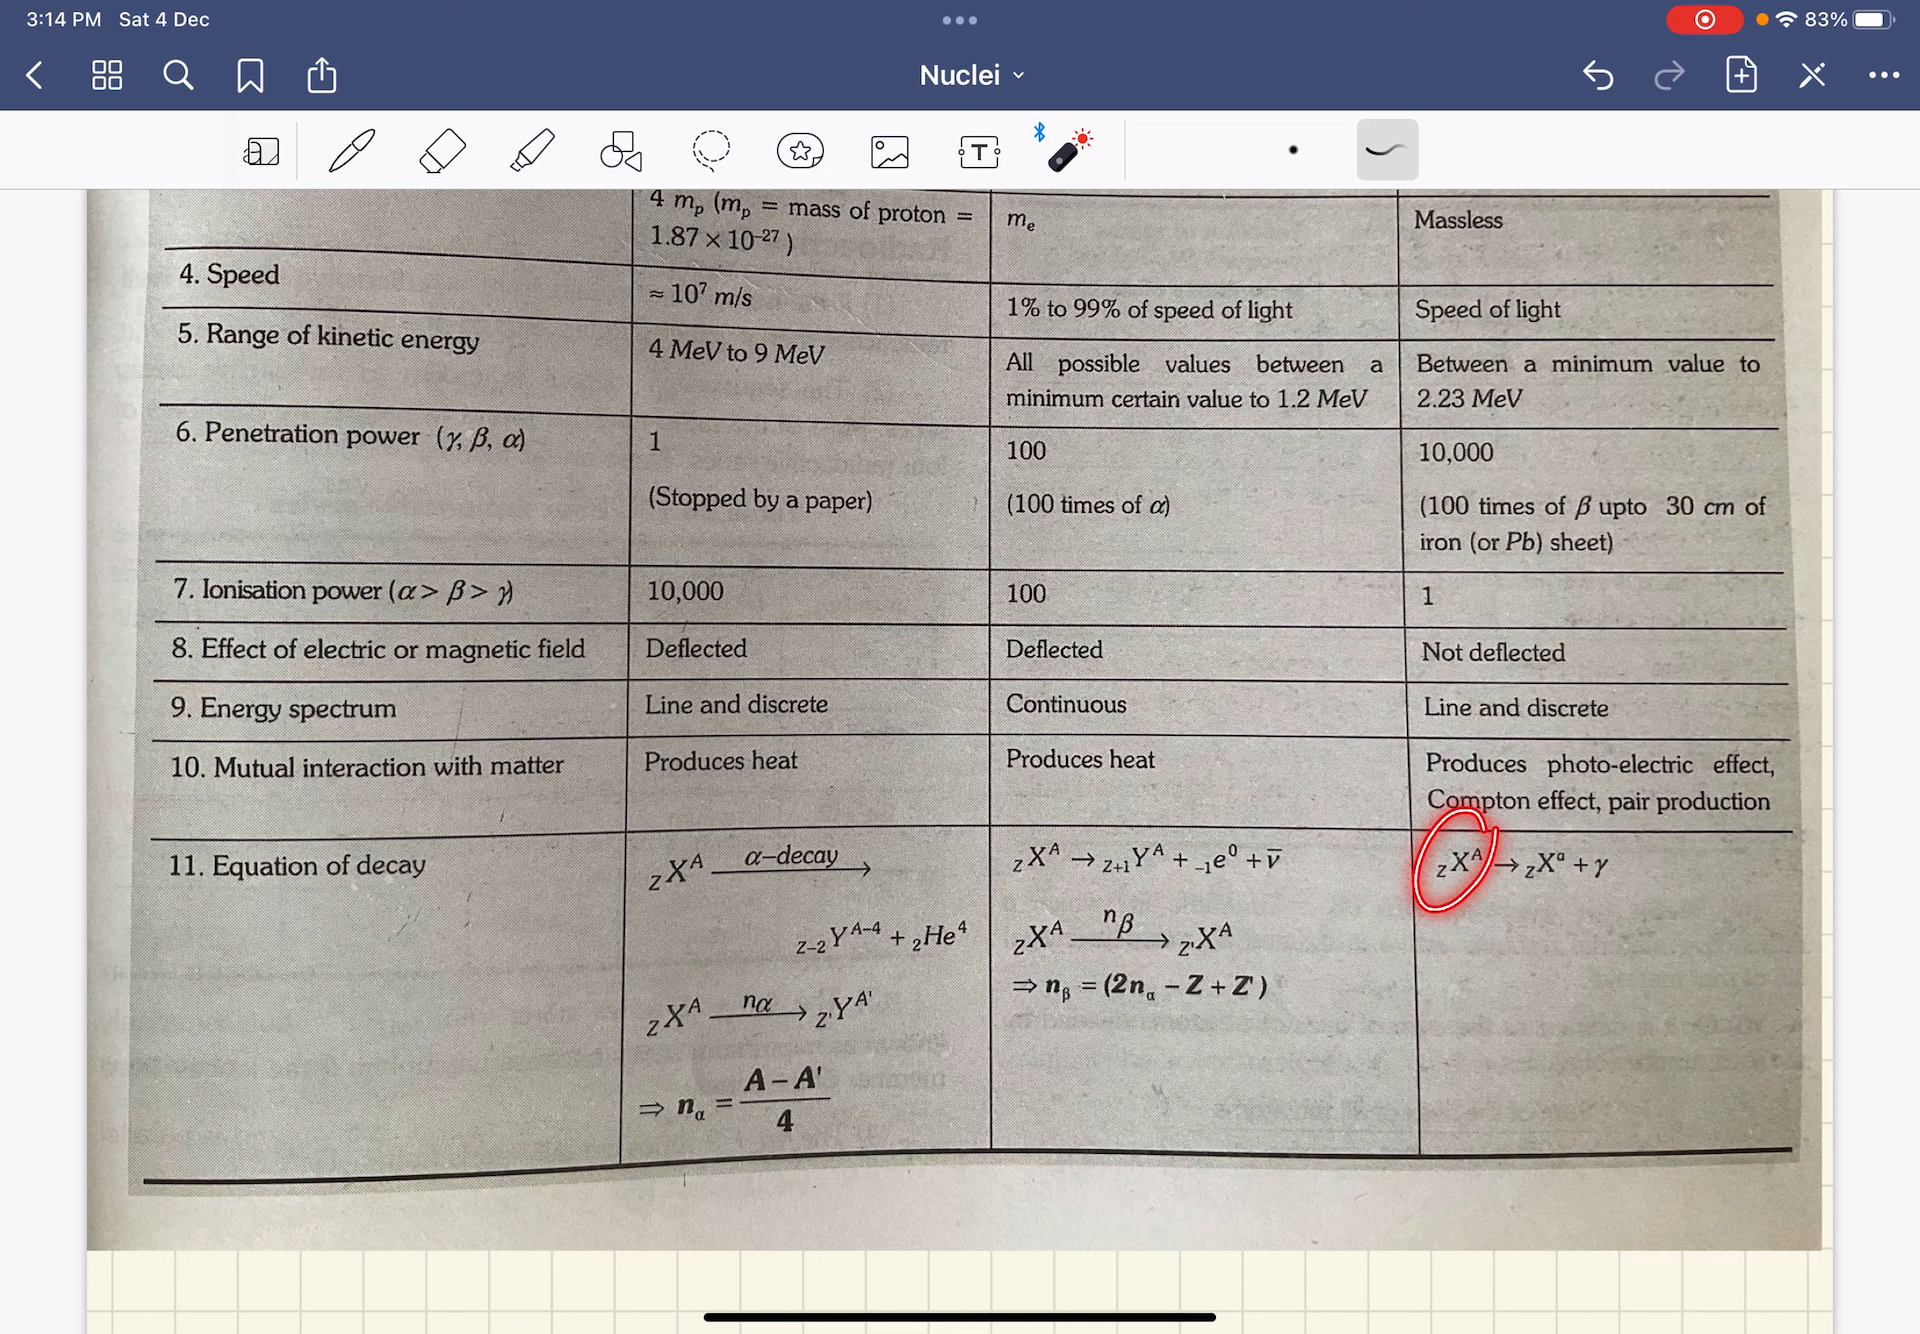 3:14 PM Sat 4 Dec
83%
Nuclei
4 mp (mp = mass of proton =
1.87 × 10-27 )
me
Massless
4. Speed
≈ 10⁷ m/s
1% to 99% of speed of light
Speed of light
5. Range of kinetic energy
4 MeV to 9 MeV
All possible values between a
minimum certain value to 1.2 MeV
Between a minimum value to
2.23 MeV
6. Penetration power (γ, β, α)
1
(Stopped by a paper)
100
(100 times of α)
10,000
(100 times of β upto 30 cm of
iron (or Pb) sheet)
7. Ionisation power (α > β > γ)
10,000
100
1
8. Effect of electric or magnetic field
Deflected
Deflected
Not deflected
9. Energy spectrum
Line and discrete
Continuous
Line and discrete
10. Mutual interaction with matter
Produces heat
Produces heat
Produces photo-electric effect,
Compton effect, pair production
11. Equation of decay
zXᴬ α–decay →
z–2Yᴬ⁻⁴ + ₂He⁴
zXᴬ nα → z'Yᴬ'
⇒ nα = A – A' / 4
zXᴬ → z+1Yᴬ + ₋₁e⁰ + ν̅
zXᴬ nβ → z'Xᴬ
⇒ nβ = (2nα – Z + Z')
zXᴬ → zXᵃ + γ